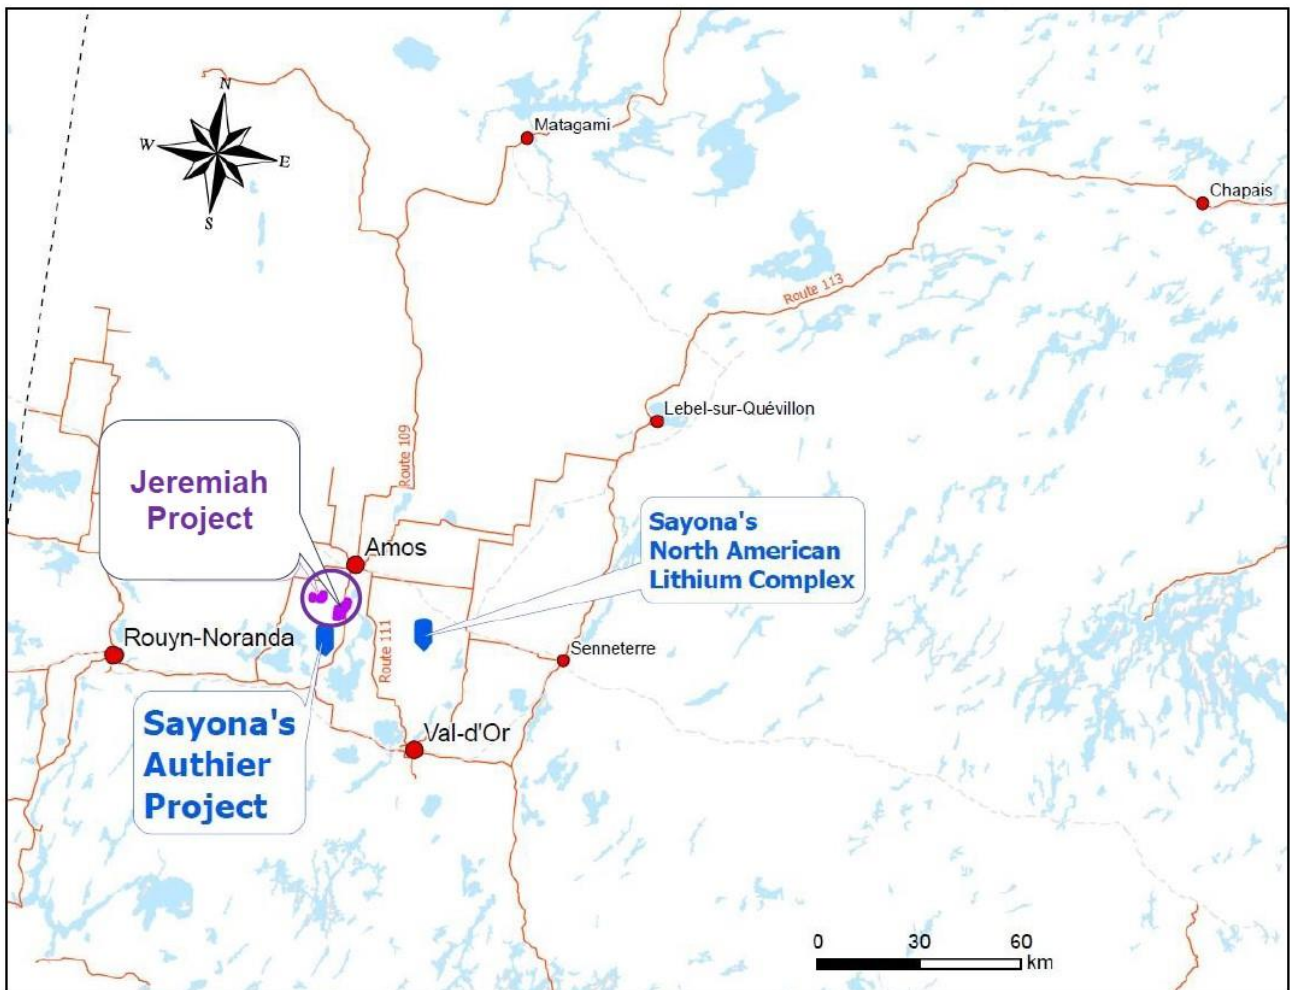 N
W
E
S
Matagami
Chapais
Route 113
Lebel-sur-Quévillon
Route 109
Jeremiah
Project
Sayona's
North American
Lithium Complex
Amos
Rouyn-Noranda
Route 111
Senneterre
Sayona's
Authier
Project
Val-d'Or
0 30 60
km